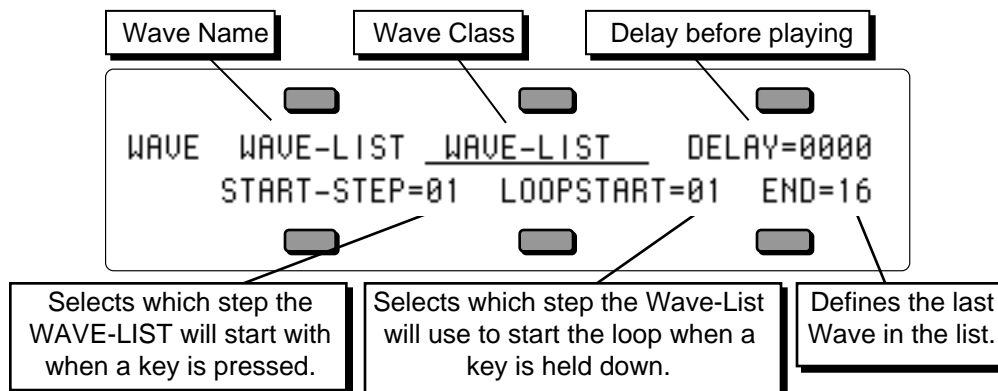 Wave Name
Wave Class
Delay before playing
WAVE WAVE-LIST WAVE-LIST DELAY=0000
START-STEP=01 LOOPSTART=01 END=16
Selects which step the
WAVE-LIST will start with
when a key is pressed.
Selects which step the Wave-List
will use to start the loop when a
key is held down.
Defines the last
Wave in the list.